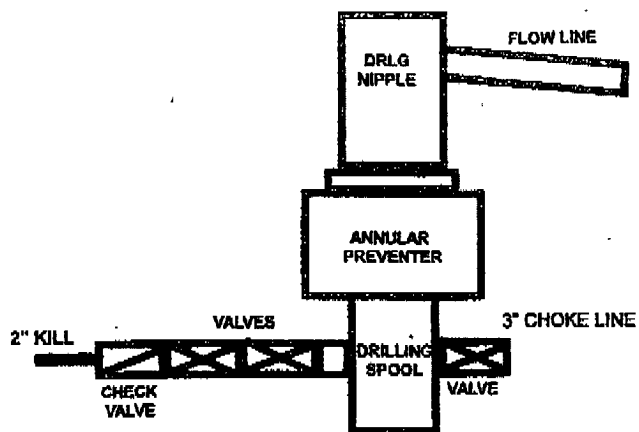 DRLG
NIPPLE
FLOW LINE
ANNULAR
PREVENTER
2" KILL
VALVES
3" CHOKE LINE
DRILLING
SPOOL
CHECK
VALVE
VALVE